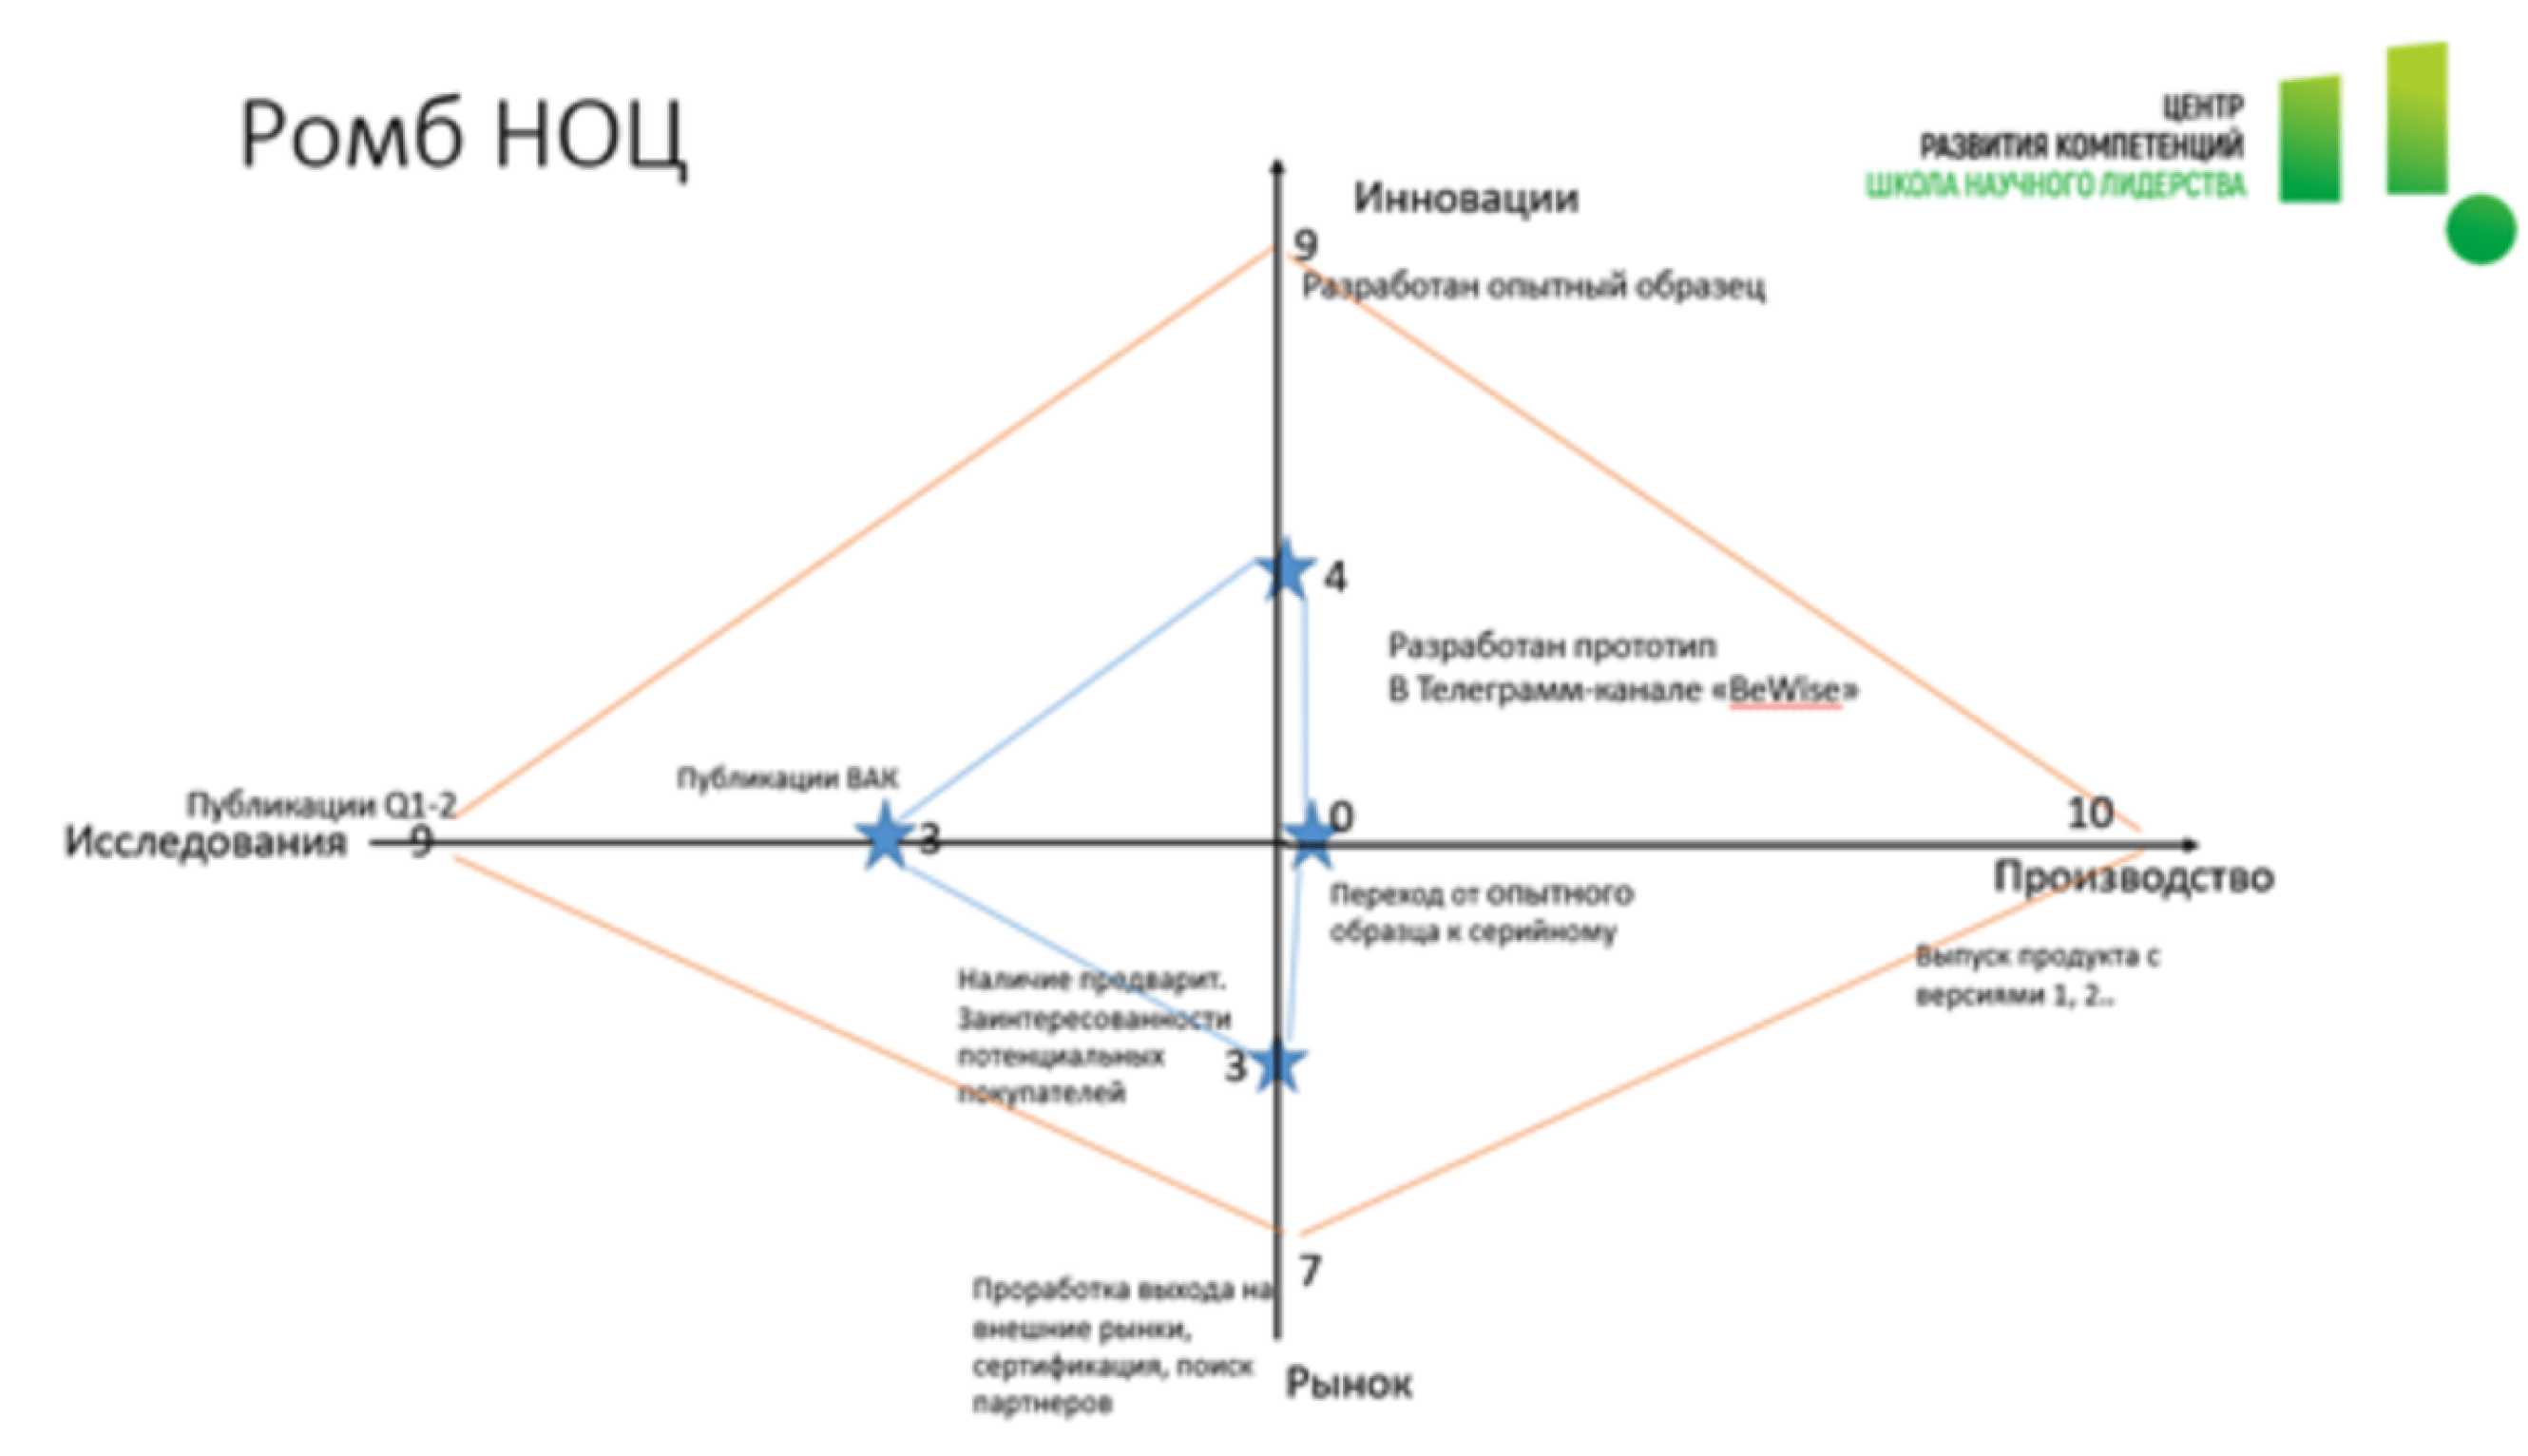 Ромб НОЦ
ЦЕНТР
РАЗВИТИЯ КОМПЕТЕНЦИЙ
ШКОЛА НАУЧНОГО ЛИДЕРСТВА
Инновации
9
Разработан опытный образец
4
Разработан прототип
В Телеграмм-канале «BeWise»
Публикации ВАК
Публикации Q1-2
Исследования
9
3
0
10
Производство
Переход от опытного
образца к серийному
Выпуск продукта с
версиями 1, 2..
Наличие предварит.
Заинтересованности
потенциальных
покупателей
3
7
Проработка выхода на
внешние рынки,
сертификация, поиск
партнеров
Рынок